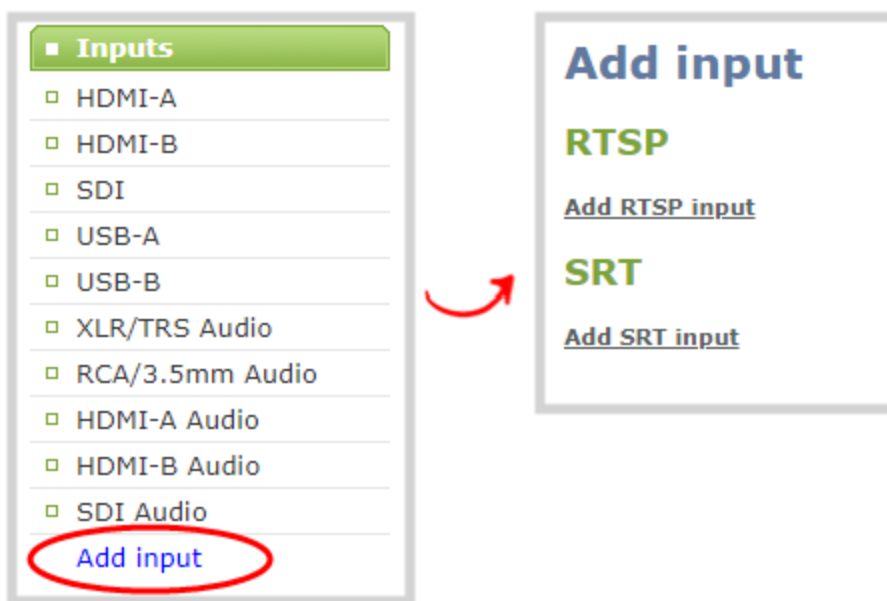 Inputs
HDMI-A
HDMI-B
SDI
USB-A
USB-B
XLR/TRS Audio
RCA/3.5mm Audio
HDMI-A Audio
HDMI-B Audio
SDI Audio
Add input
Add input
RTSP
Add RTSP input
SRT
Add SRT input